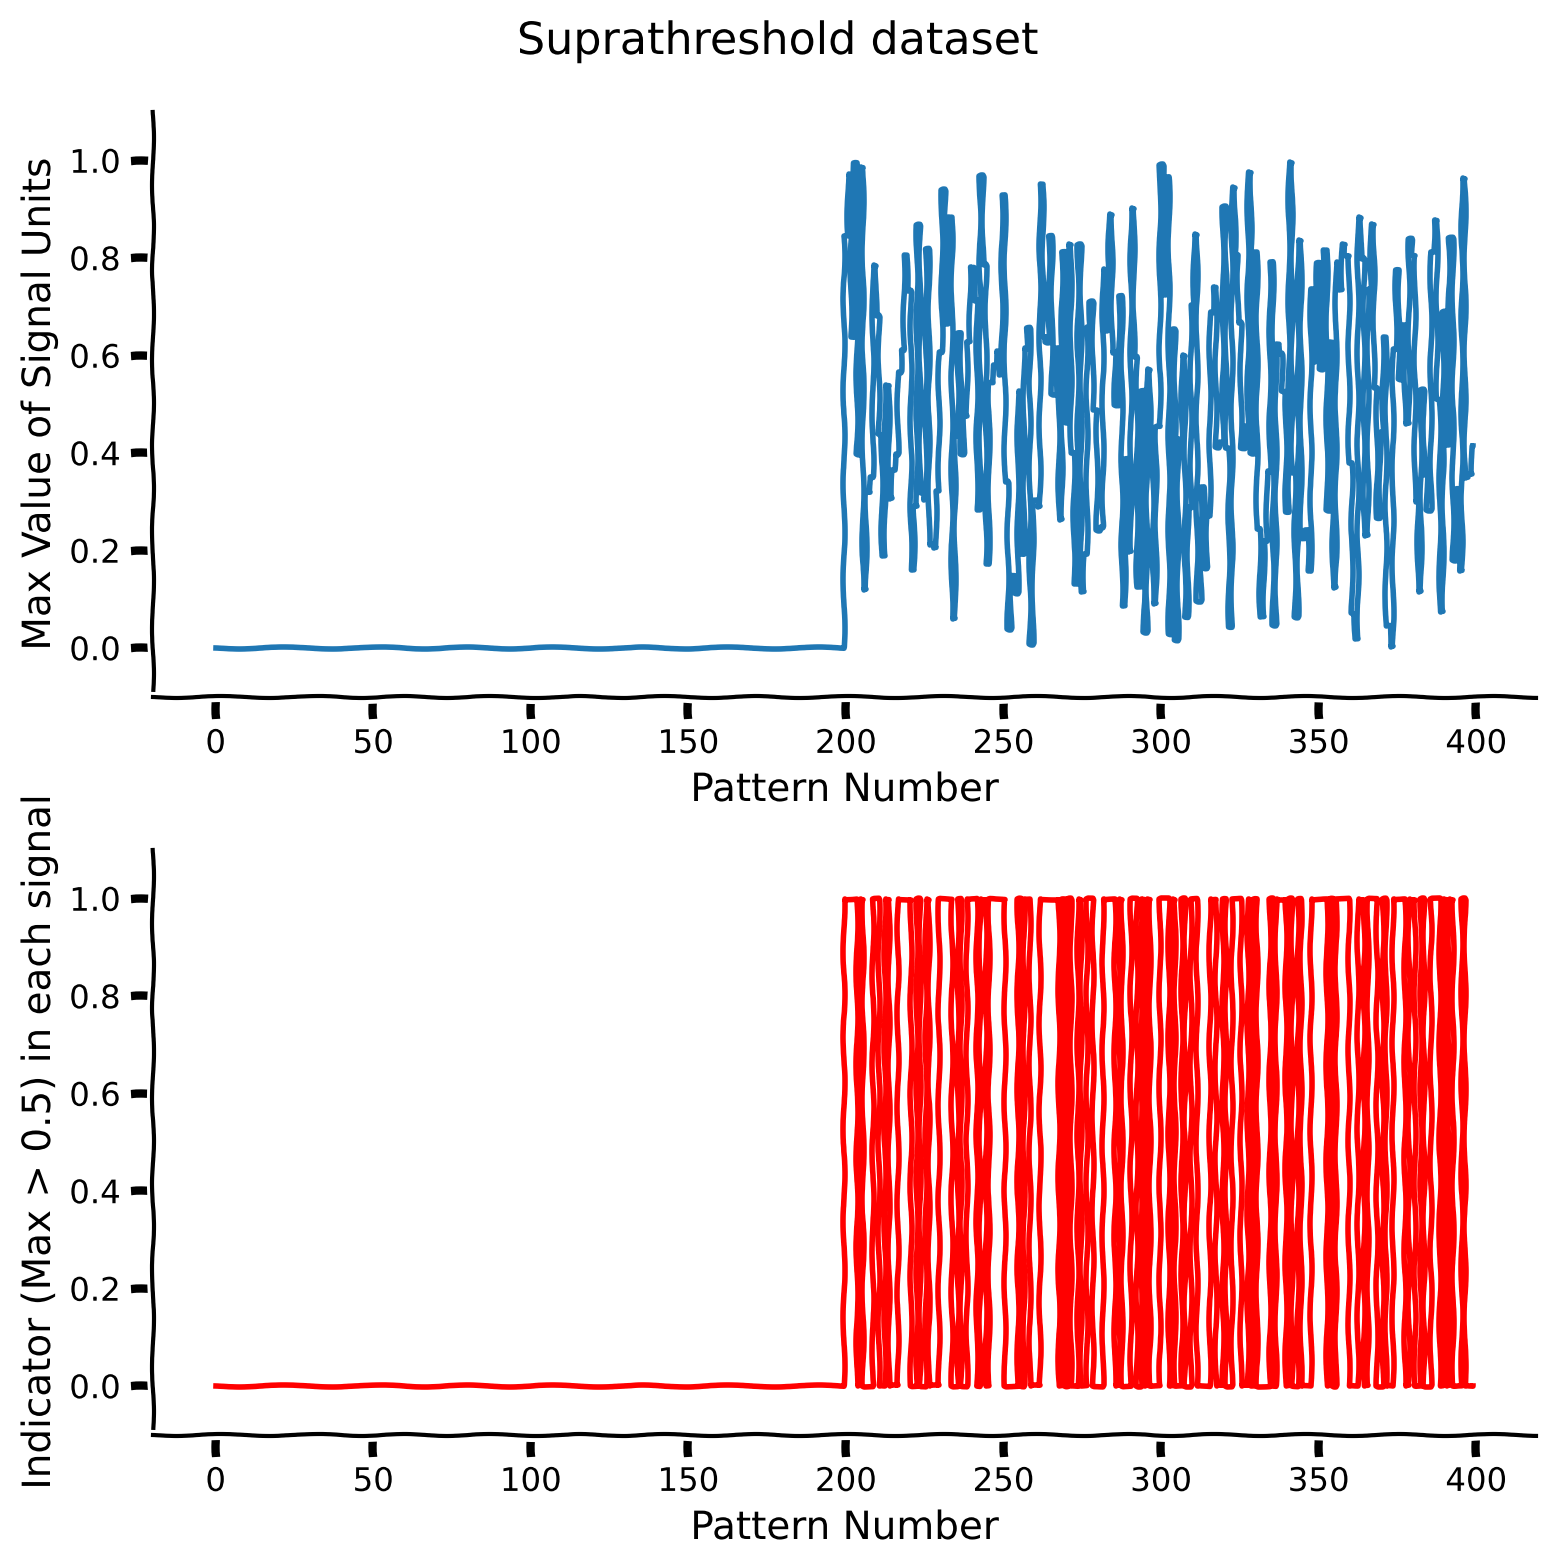 Suprathreshold dataset
Max Value of Signal Units
1.0
0.8
0.6
0.4
0.2
0.0
0 50 100 150 200 250 300 350 400
Pattern Number
Indicator (Max > 0.5) in each signal
1.0
0.8
0.6
0.4
0.2
0.0
0 50 100 150 200 250 300 350 400
Pattern Number